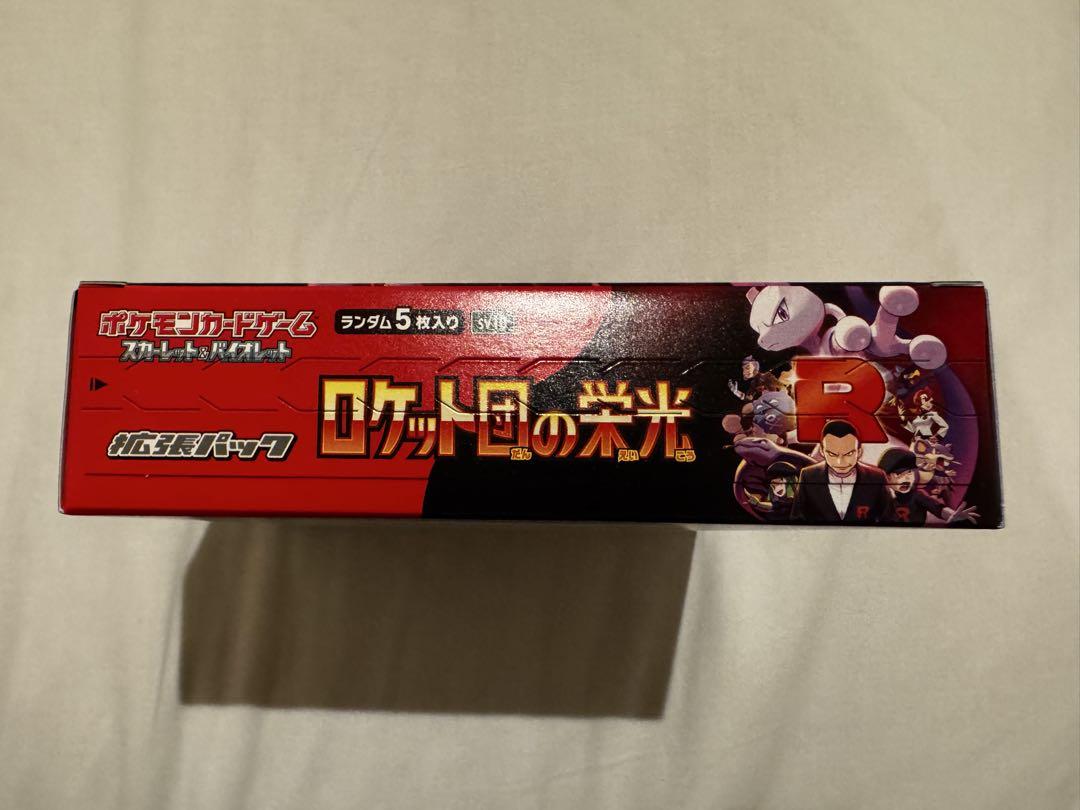 ポケモンカードゲーム
スカーレット&バイオレット
ランダム5枚入り
SV10
拡張パック
ロケット団の栄光
だん えい こう
R
R
R